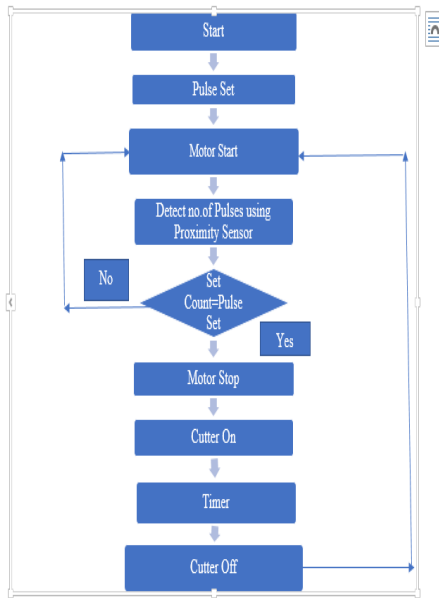 Start
Pulse Set
Motor Start
Detect no.of Pulses using
Proximity Sensor
No
Set
Count=Pulse
Set
Yes
Motor Stop
Cutter On
Timer
Cutter Off